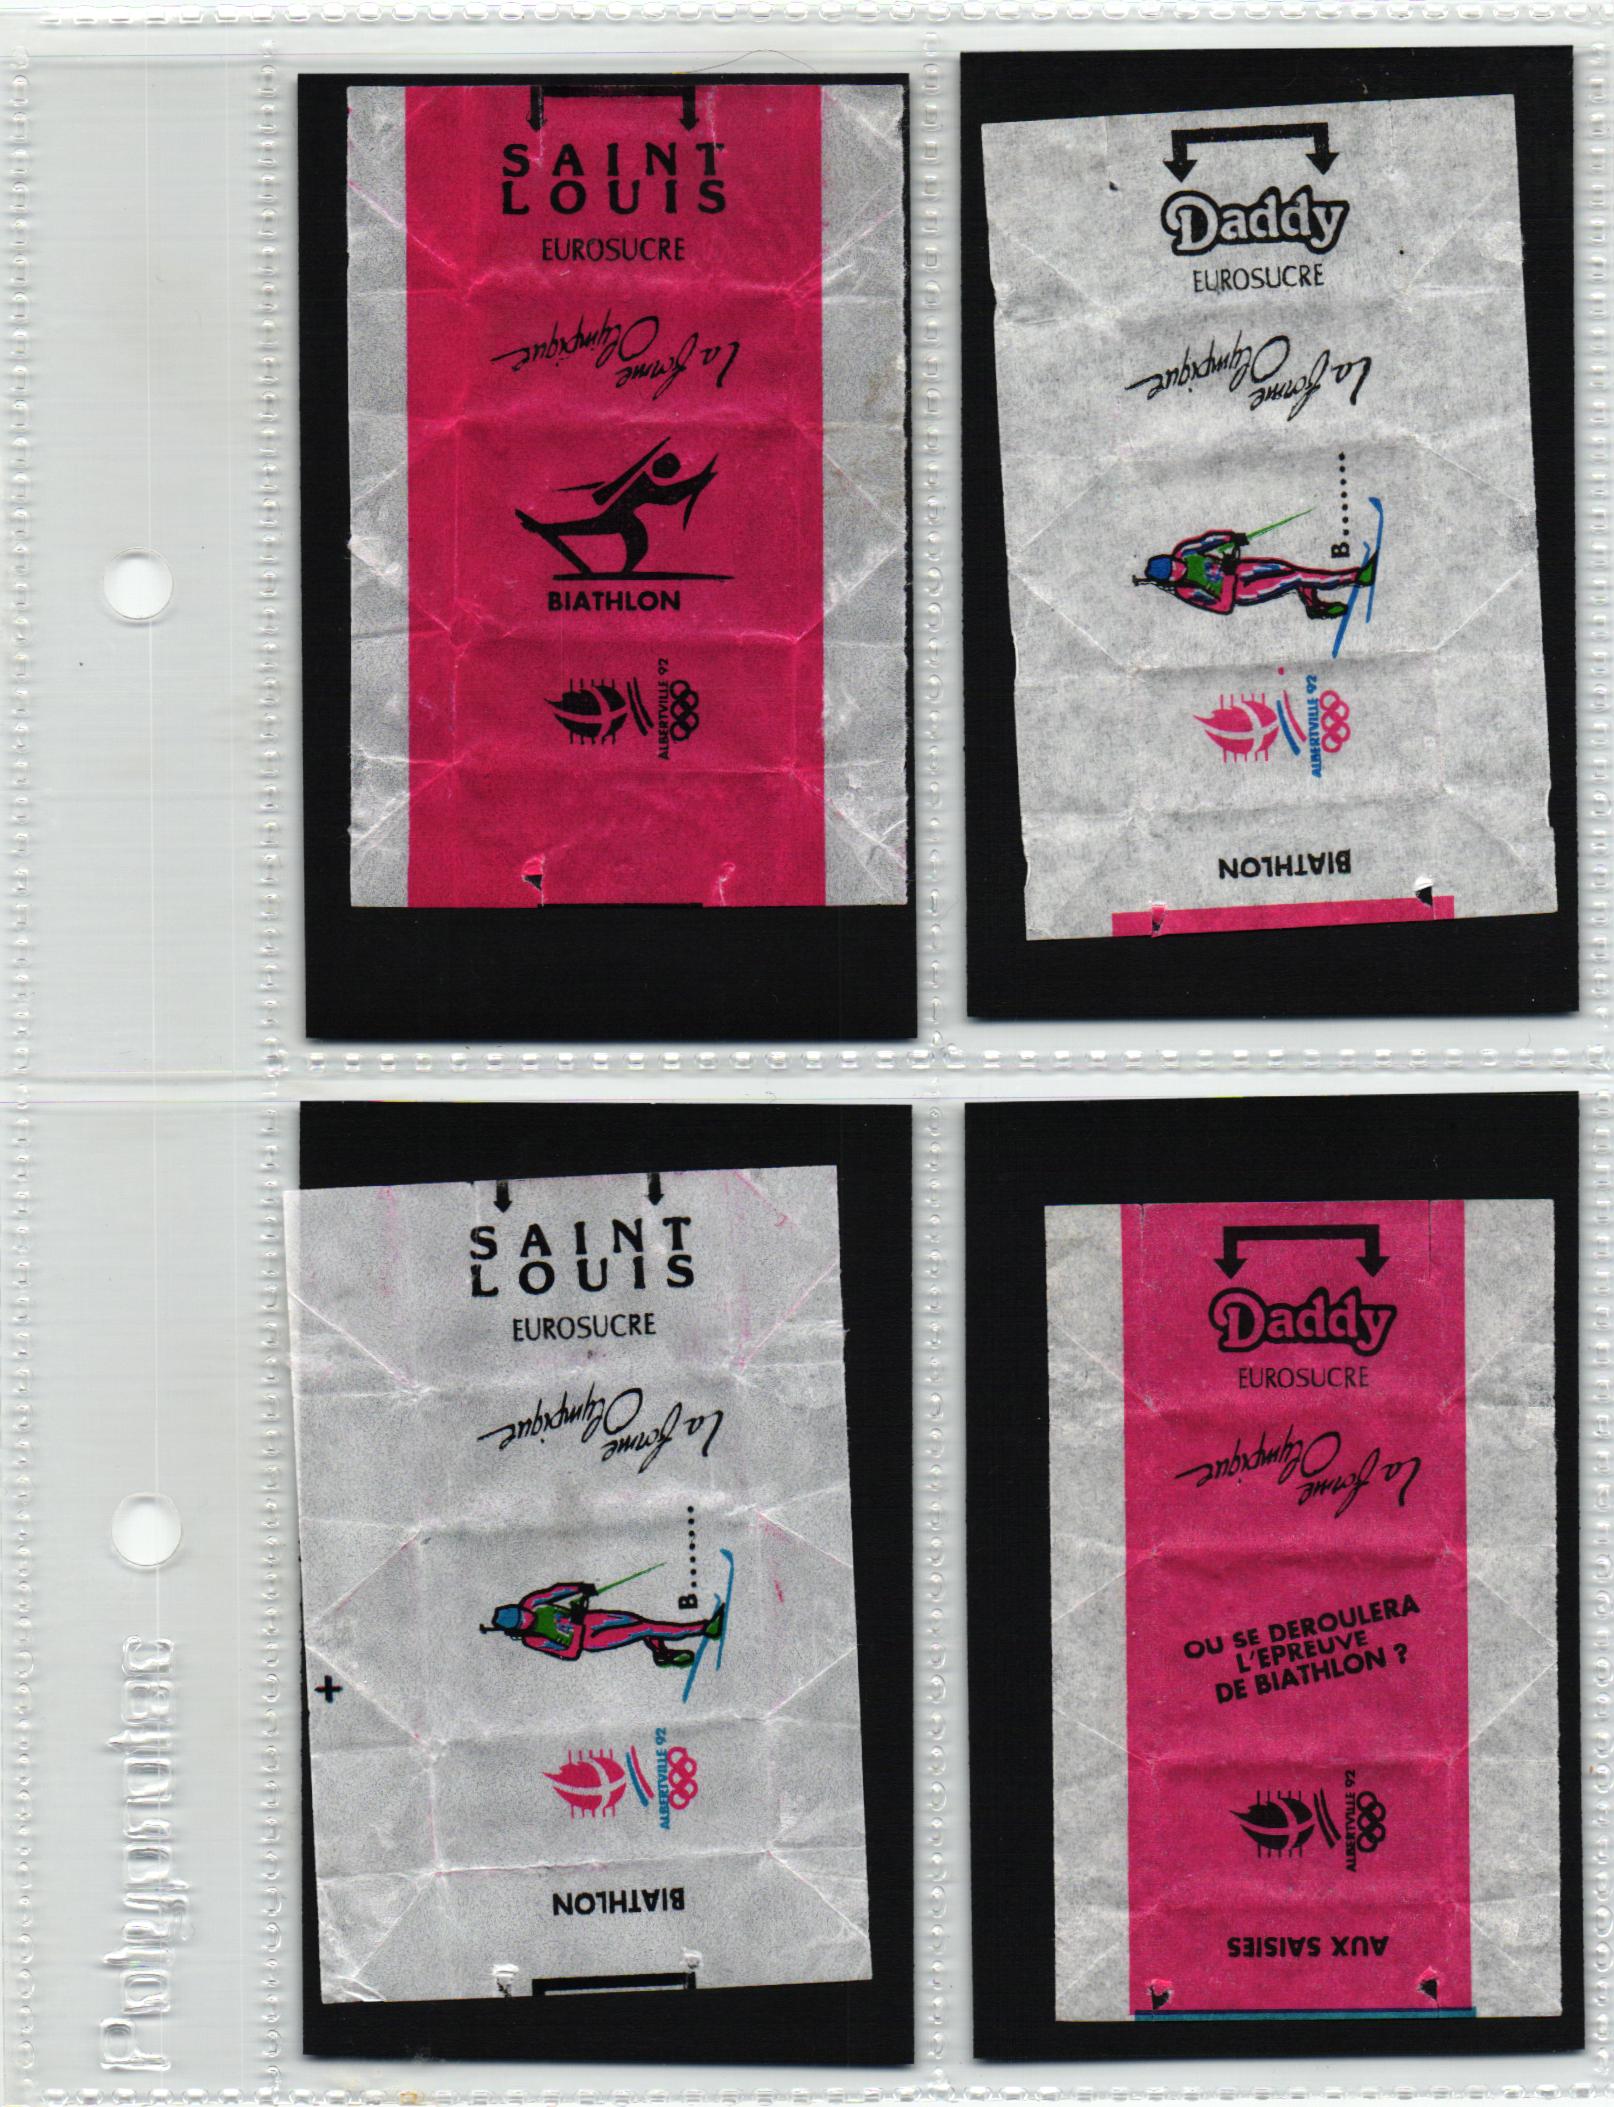 SAINT
LOUIS
EUROSUCRE
La forme
Olympique
BIATHLON
ALBERTVILLE 92
Daddy
EUROSUCRE
La forme
Olympique
B.......
ALBERTVILLE 92
BIATHLON
SAINT
LOUIS
EUROSUCRE
La forme
Olympique
B.......
+
ALBERTVILLE 92
BIATHLON
Daddy
EUROSUCRE
La forme
Olympique
OU SE DEROULERA
L'EPREUVE
DE BIATHLON ?
ALBERTVILLE 92
AUX SAISIES